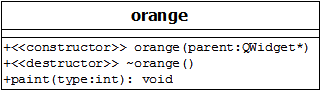 orange
+<<constructor>> orange(parent:QWidget*)
+<<destructor>> ~orange()
+paint(type:int): void